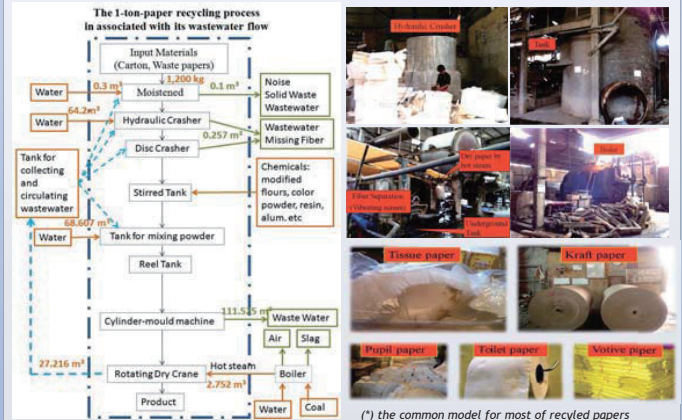 The 1-ton-paper recycling process
in associated with its wastewater flow
Input Materials
(Carton, Waste papers)
1,200 kg
Water
0.3 m³
Moistened
0.1 m³
Noise
Solid Waste
Wastewater
Water
64.2m³
Hydraulic Crasher
Wastewater
Missing Fiber
Disc Crasher
0.257 m³
Tank for
collecting
and
circulating
wastewater
Stirred Tank
Chemicals:
modified
flours, color
powder, resin,
alum. etc
68.607 m³
Water
Tank for mixing powder
Reel Tank
Cylinder-mould machine
Waste Water
Air
Slag
27.216 m³
Rotating Dry Crane
Hot steam
2.752 m³
Boiler
Product
Water
Coal
Hydraulic Crusher
Tank
Dry paper by
hot steam
Fiber Separation
(Vibrating screen)
Underground
Tank
Boiler
Tissue paper
Kraft paper
Pupil paper
Toilet paper
Votive piper
(*) the common model for most of recyled papers